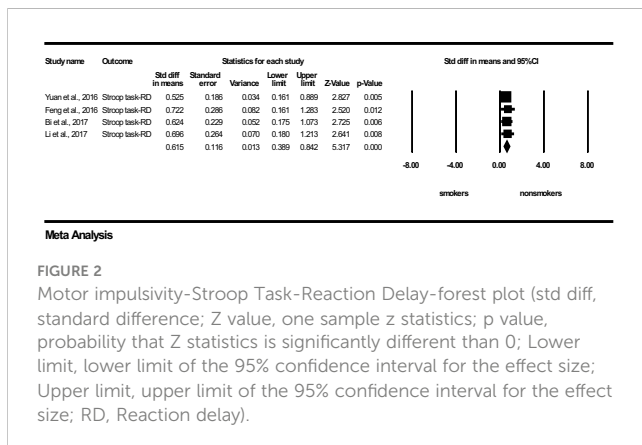 Study name Outcome Statistics for each study Std diff in means and 95%CI
Std diff Standard Lower Upper
in means error Variance limit limit Z-Value p-Value
Yuan et al., 2016 Stroop task-RD 0.525 0.186 0.034 0.161 0.889 2.827 0.005
Feng et al., 2016 Stroop task-RD 0.722 0.286 0.082 0.161 1.283 2.520 0.012
Bi et al., 2017 Stroop task-RD 0.624 0.229 0.052 0.175 1.073 2.725 0.006
Li et al., 2017 Stroop task-RD 0.696 0.264 0.070 0.180 1.213 2.641 0.008
0.615 0.116 0.013 0.389 0.842 5.317 0.000
-8.00 -4.00 0.00 4.00 8.00
smokers nonsmokers
Meta Analysis
FIGURE 2
Motor impulsivity-Stroop Task-Reaction Delay-forest plot (std diff,
standard difference; Z value, one sample z statistics; p value,
probability that Z statistics is significantly different than 0; Lower
limit, lower limit of the 95% confidence interval for the effect size;
Upper limit, upper limit of the 95% confidence interval for the effect
size; RD, Reaction delay).